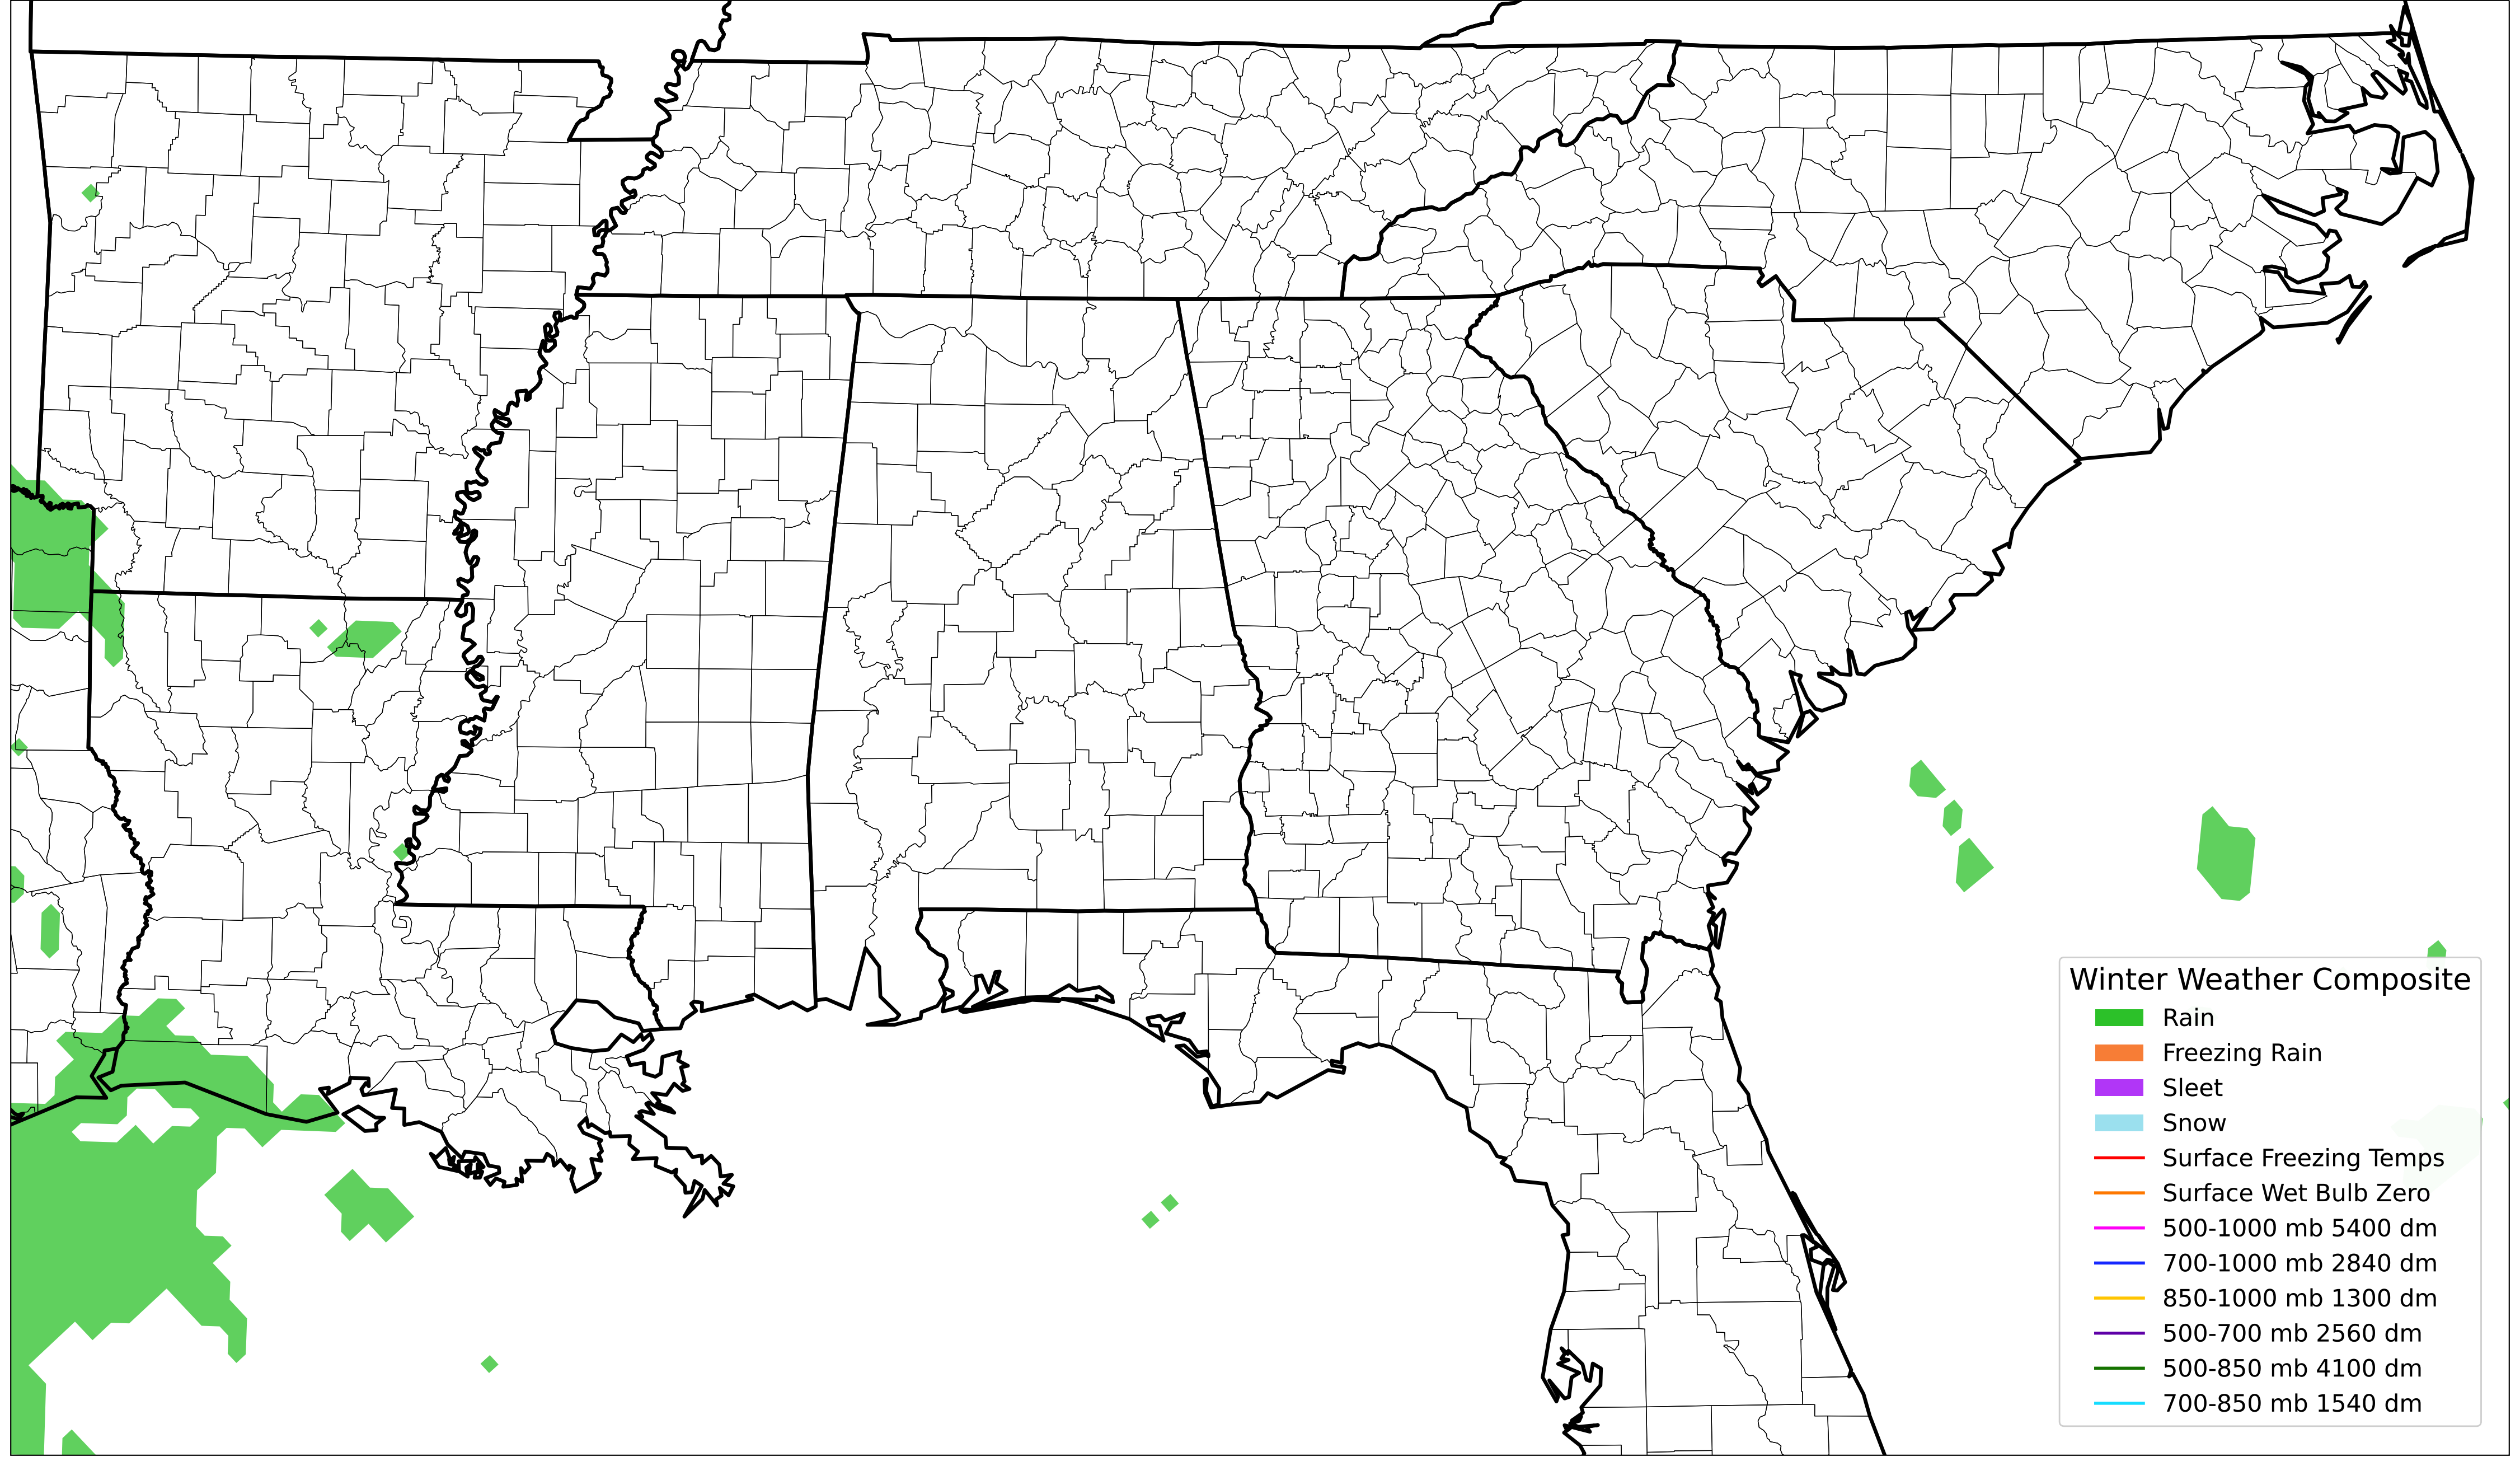 Winter Weather Composite
Rain
Freezing Rain
Sleet
Snow
Surface Freezing Temps
Surface Wet Bulb Zero
500-1000 mb 5400 dm
700-1000 mb 2840 dm
850-1000 mb 1300 dm
500-700 mb 2560 dm
500-850 mb 4100 dm
700-850 mb 1540 dm